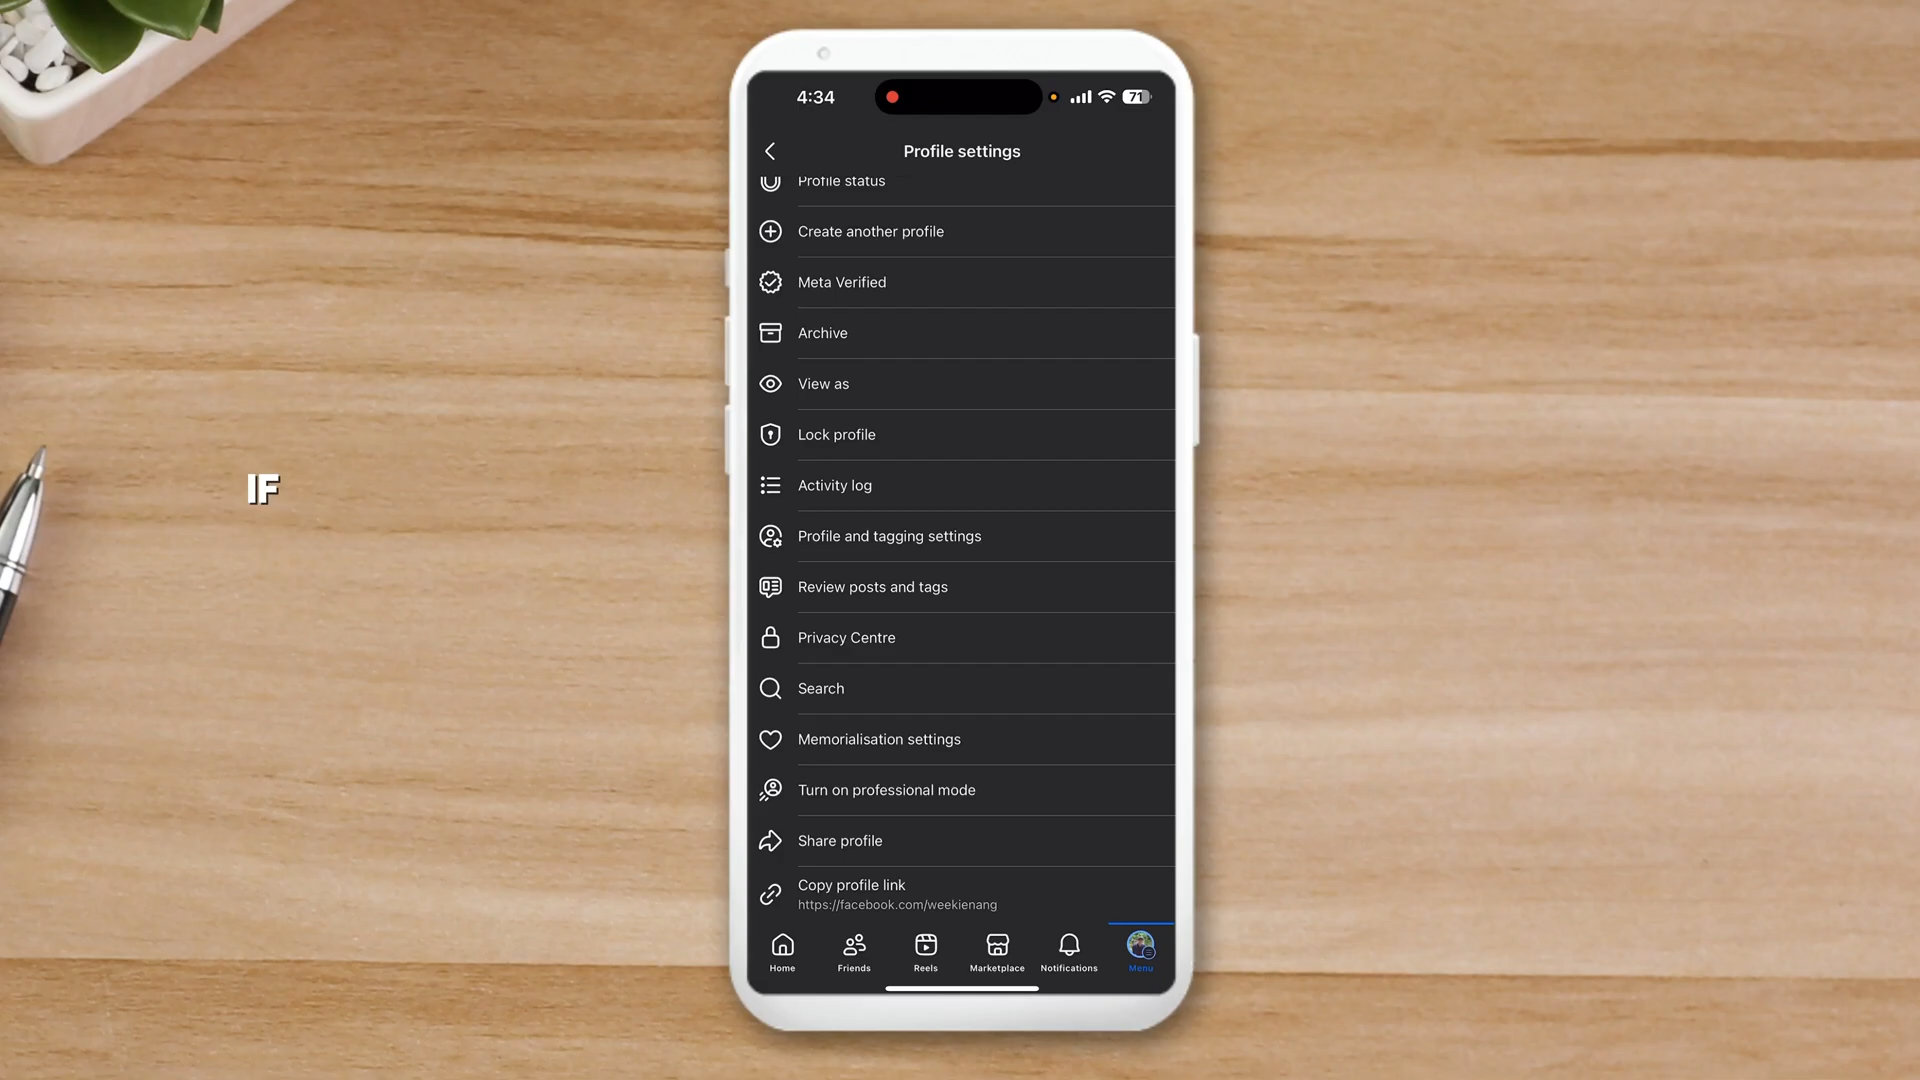 4:34
71
Profile settings
Profile status
Create another profile
Meta Verified
Archive
View as
Lock profile
Activity log
IF
Profile and tagging settings
Review posts and tags
Privacy Centre
Search
Memorialisation settings
Turn on professional mode
Share profile
Copy profile link
https://facebook.com/weekienang
Home
Friends
Reels
Marketplace
Notifications
Menu